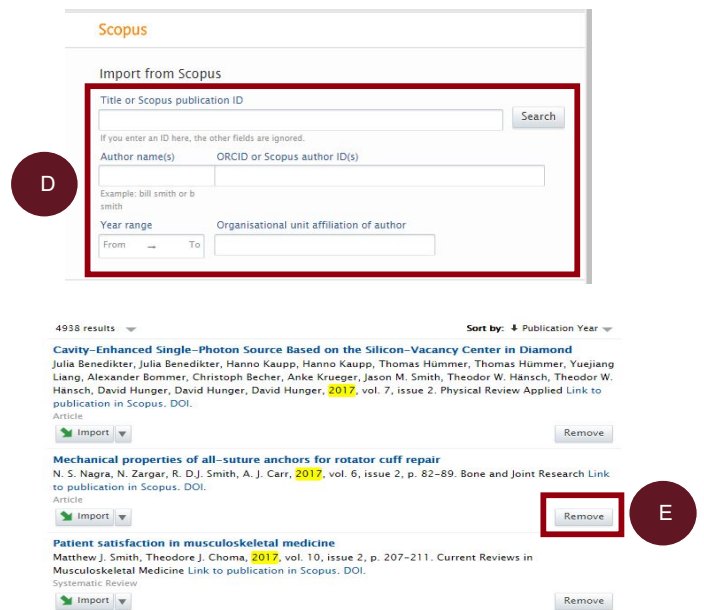 Scopus
Import from Scopus
Title or Scopus publication ID
Search
If you enter an ID here, the other fields are ignored.
Author name(s) ORCID or Scopus author ID(s)
D
Example: bill smith or b
smith
Year range Organisational unit affiliation of author
From → To
4938 results Sort by: Publication Year
Cavity-Enhanced Single-Photon Source Based on the Silicon-Vacancy Center in Diamond
Julia Benedikter, Julia Benedikter, Hanno Kaupp, Hanno Kaupp, Thomas Hümmer, Thomas Hümmer, Yuejiang
Liang, Alexander Bommer, Christoph Becher, Anke Krueger, Jason M. Smith, Theodor W. Hänsch, Theodor W.
Hänsch, David Hunger, David Hunger, David Hunger, 2017, vol. 7, issue 2. Physical Review Applied Link to
publication in Scopus. DOI.
Article
Import Remove
Mechanical properties of all-suture anchors for rotator cuff repair
N. S. Nagra, N. Zargar, R. D.J. Smith, A. J. Carr, 2017, vol. 6, issue 2, p. 82-89. Bone and Joint Research Link
to publication in Scopus. DOI.
Article
Import Remove
E
Patient satisfaction in musculoskeletal medicine
Matthew J. Smith, Theodore J. Choma, 2017, vol. 10, issue 2, p. 207-211. Current Reviews in
Musculoskeletal Medicine Link to publication in Scopus. DOI.
Systematic Review
Import Remove